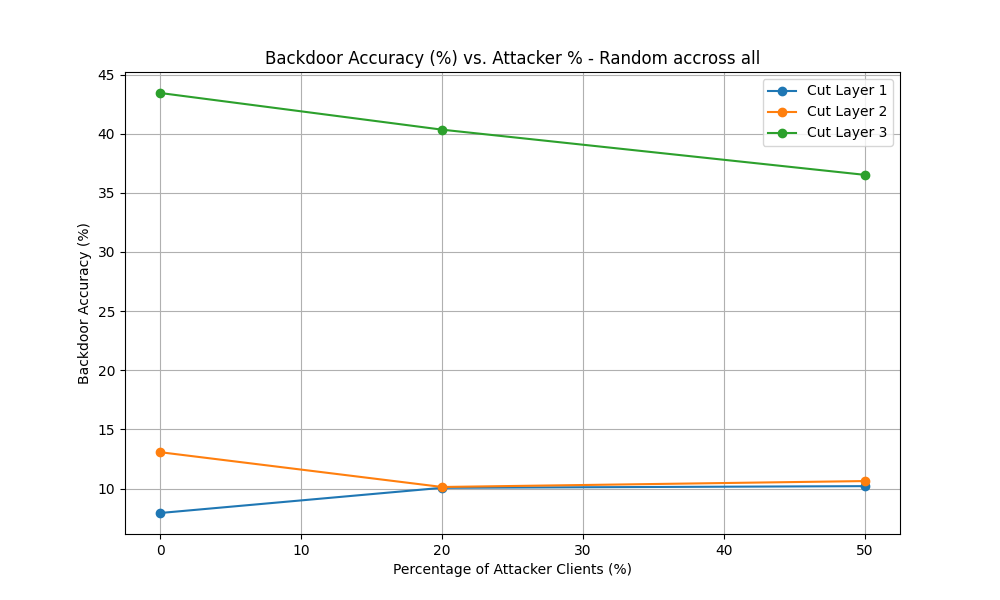 Backdoor Accuracy (%) vs. Attacker % - Random accross all
Cut Layer 1
Cut Layer 2
Cut Layer 3
Backdoor Accuracy (%)
45
40
35
30
25
20
15
10
0 10 20 30 40 50
Percentage of Attacker Clients (%)